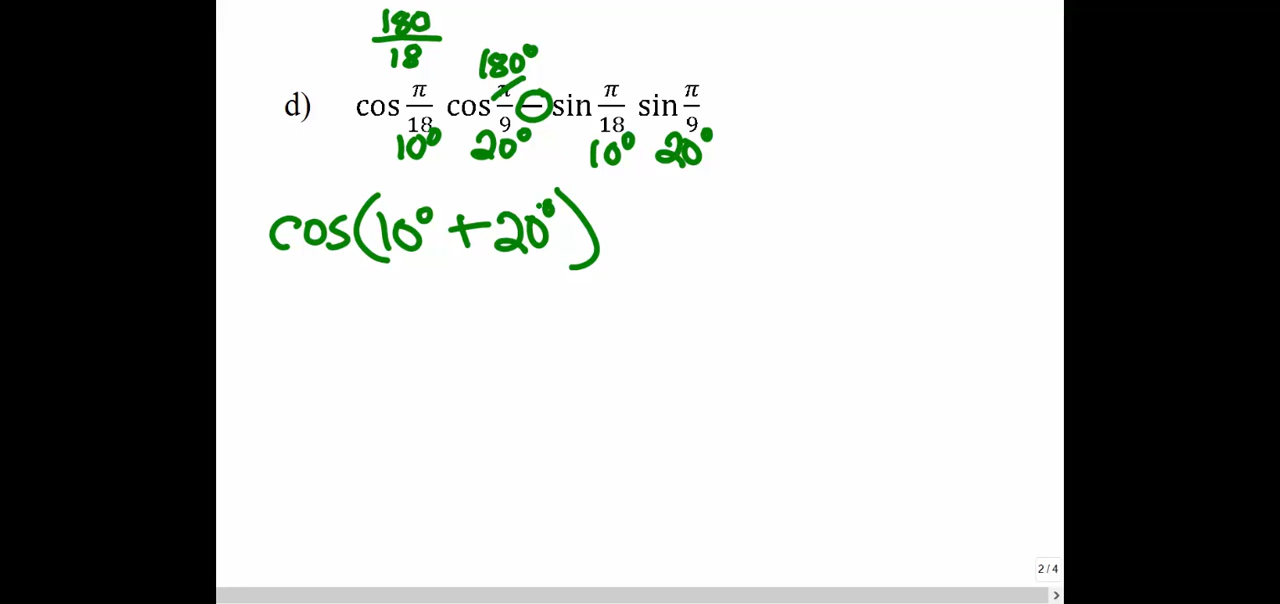 180
18
180°
d) cos π/18 cos π/9 − sin π/18 sin π/9
10° 20° 10° 20°
cos(10° + 20°)
2 / 4